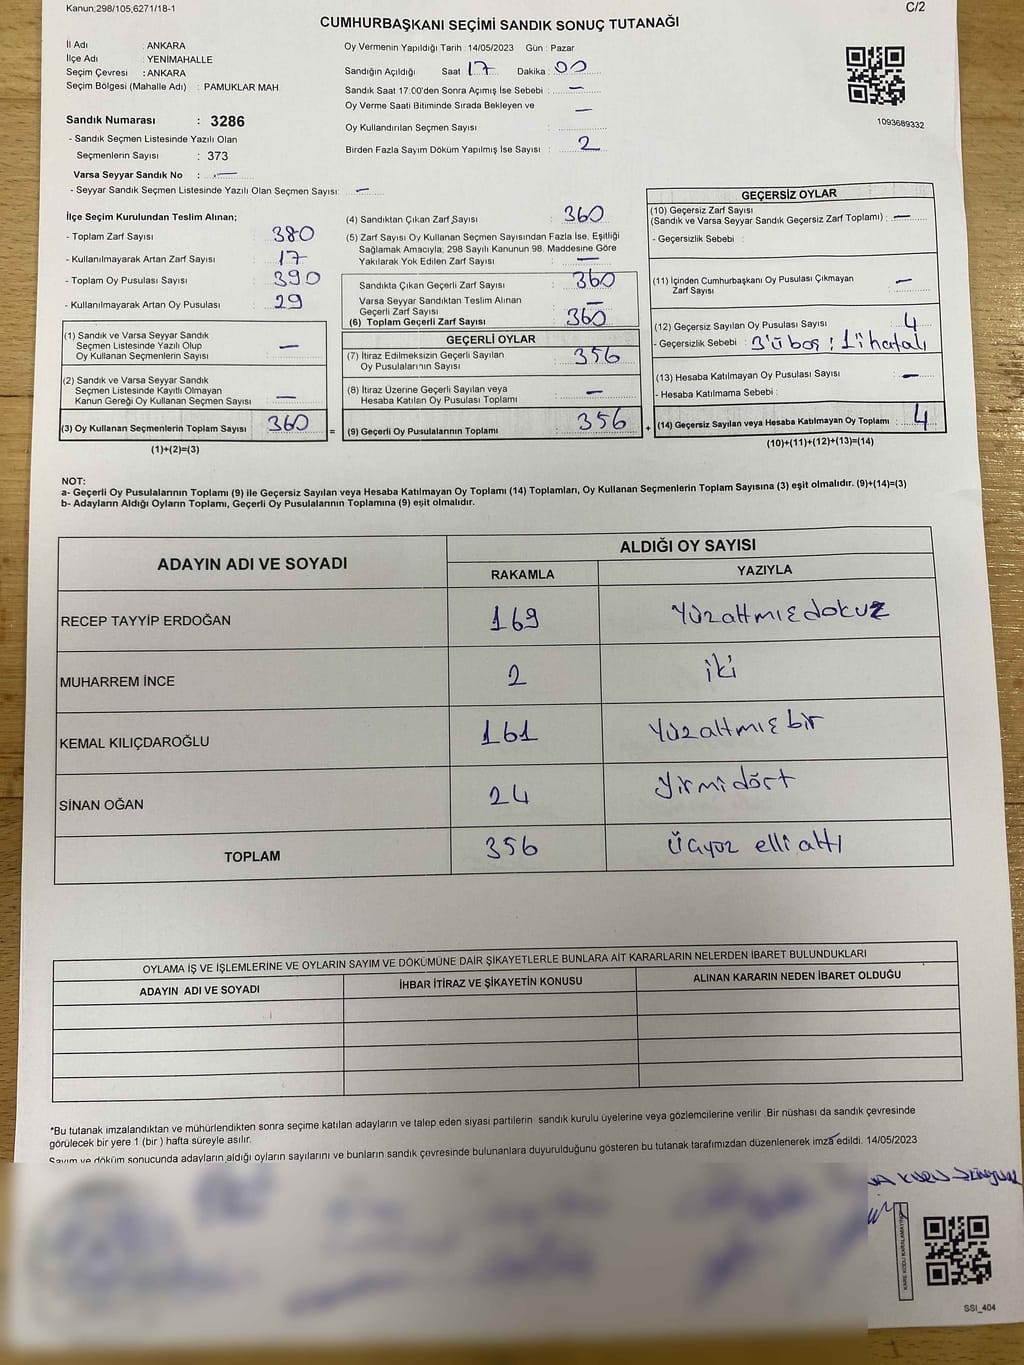 Kanun,298/105,6271/18-1
C/2
CUMHURBAŞKANI SEÇİMİ SANDIK SONUÇ TUTANAĞI
İl Adı : ANKARA
İlçe Adı : YENİMAHALLE
Seçim Çevresi : ANKARA
Seçim Bölgesi (Mahalle Adı) : PAMUKLAR MAH.
Sandık Numarası : 3286
- Sandık Seçmen Listesinde Yazılı Olan
Seçmenlerin Sayısı : 373
Varsa Seyyar Sandık No : —
- Seyyar Sandık Seçmen Listesinde Yazılı Olan Seçmen Sayısı: —
Oy Vermenin Yapıldığı Tarih : 14/05/2023 Gün : Pazar
Sandığın Açıldığı Saat 17 Dakika : 00
Sandık Saat 17:00'den Sonra Açımış İse Sebebi : —
Oy Verme Saati Bitiminde Sırada Bekleyen ve —
Oy Kullandırılan Seçmen Sayısı :
Birden Fazla Sayım Döküm Yapılmış İse Sayısı : 2
1093689332
İlçe Seçim Kurulundan Teslim Alınan;
- Toplam Zarf Sayısı : 380
- Kullanılmayarak Artan Zarf Sayısı : 17
- Toplam Oy Pusulası Sayısı : 390
- Kullanılmayarak Artan Oy Pusulası : 29
(1) Sandık ve Varsa Seyyar Sandık
Seçmen Listesinde Yazılı Olup
Oy Kullanan Seçmenlerin Sayısı : —
(2) Sandık ve Varsa Seyyar Sandık
Seçmen Listesinde Kayıtlı Olmayan
Kanun Gereği Oy Kullanan Seçmen Sayısı : —
(3) Oy Kullanan Seçmenlerin Toplam Sayısı : 360
(1)+(2)=(3)
(4) Sandıktan Çıkan Zarf Sayısı : 360
(5) Zarf Sayısı Oy Kullanan Seçmen Sayısından Fazla İse, Eşitliği
Sağlamak Amacıyla; 298 Sayılı Kanunun 98. Maddesine Göre
Yakılarak Yok Edilen Zarf Sayısı : —
Sandıkta Çıkan Geçerli Zarf Sayısı : 360
Varsa Seyyar Sandıktan Teslim Alınan
Geçerli Zarf Sayısı : —
(6) Toplam Geçerli Zarf Sayısı : 360
GEÇERLİ OYLAR
(7) İtiraz Edilmeksizin Geçerli Sayılan
Oy Pusulalarının Sayısı : 356
(8) İtiraz Üzerine Geçerli Sayılan veya
Hesaba Katılan Oy Pusulası Toplamı : —
= (9) Geçerli Oy Pusulalarının Toplamı : 356
GEÇERSİZ OYLAR
(10) Geçersiz Zarf Sayısı
(Sandık ve Varsa Seyyar Sandık Geçersiz Zarf Toplamı) : —
- Geçersizlik Sebebi :
(11) İçinden Cumhurbaşkanı Oy Pusulası Çıkmayan
Zarf Sayısı : —
(12) Geçersiz Sayılan Oy Pusulası Sayısı : 4
- Geçersizlik Sebebi : 3'ü boş ; 1'i hatalı
(13) Hesaba Katılmayan Oy Pusulası Sayısı : —
- Hesaba Katılmama Sebebi :
+ (14) Geçersiz Sayılan veya Hesaba Katılmayan Oy Toplamı : 4
(10)+(11)+(12)+(13)=(14)
NOT:
a- Geçerli Oy Pusulalarının Toplamı (9) ile Geçersiz Sayılan veya Hesaba Katılmayan Oy Toplamı (14) Toplamları, Oy Kullanan Seçmenlerin Toplam Sayısına (3) eşit olmalıdır. (9)+(14)=(3)
b- Adayların Aldığı Oyların Toplamı, Geçerli Oy Pusulalarının Toplamına (9) eşit olmalıdır.
ADAYIN ADI VE SOYADI ALDIĞI OY SAYISI
RAKAMLA YAZIYLA
RECEP TAYYİP ERDOĞAN 169 Yüzaltmışdokuz
MUHARREM İNCE 2 iki
KEMAL KILIÇDAROĞLU 161 Yüzaltmış bir
SİNAN OĞAN 24 Yirmidört
TOPLAM 356 Üçyüz elli altı
OYLAMA İŞ VE İŞLEMLERİNE VE OYLARIN SAYIM VE DÖKÜMÜNE DAİR ŞİKAYETLERLE BUNLARA AİT KARARLARIN NELERDEN İBARET BULUNDUKLARI
ADAYIN ADI VE SOYADI İHBAR İTİRAZ VE ŞİKAYETİN KONUSU ALINAN KARARIN NEDEN İBARET OLDUĞU
*Bu tutanak imzalandıktan ve mühürlendikten sonra seçime katılan adayların ve talep eden siyasi partilerin sandık kurulu üyelerine veya gözlemcilerine verilir .Bir nüshası da sandık çevresinde
görülecek bir yere 1 (bir ) hafta süreyle asılır.
Sayım ve döküm sonucunda adayların aldığı oyların sayılarını ve bunların sandık çevresinde bulunanlara duyurulduğunu gösteren bu tutanak tarafımızdan düzenlenerek imza edildi. 14/05/2023
KARE KODU KARALAMAYINIZ
SSİ_404